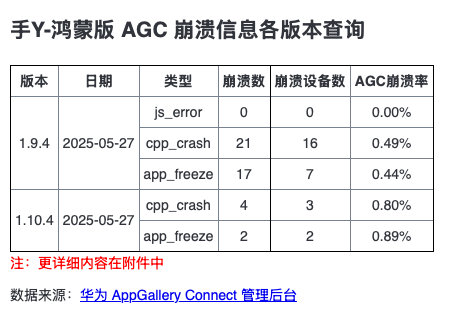 手Y-鸿蒙版 AGC 崩溃信息各版本查询
版本 日期 类型 崩溃数 崩溃设备数 AGC崩溃率
1.9.4 2025-05-27 js_error 0 0 0.00%
cpp_crash 21 16 0.49%
app_freeze 17 7 0.44%
1.10.4 2025-05-27 cpp_crash 4 3 0.80%
app_freeze 2 2 0.89%
注：更详细内容在附件中
数据来源：华为 AppGallery Connect 管理后台